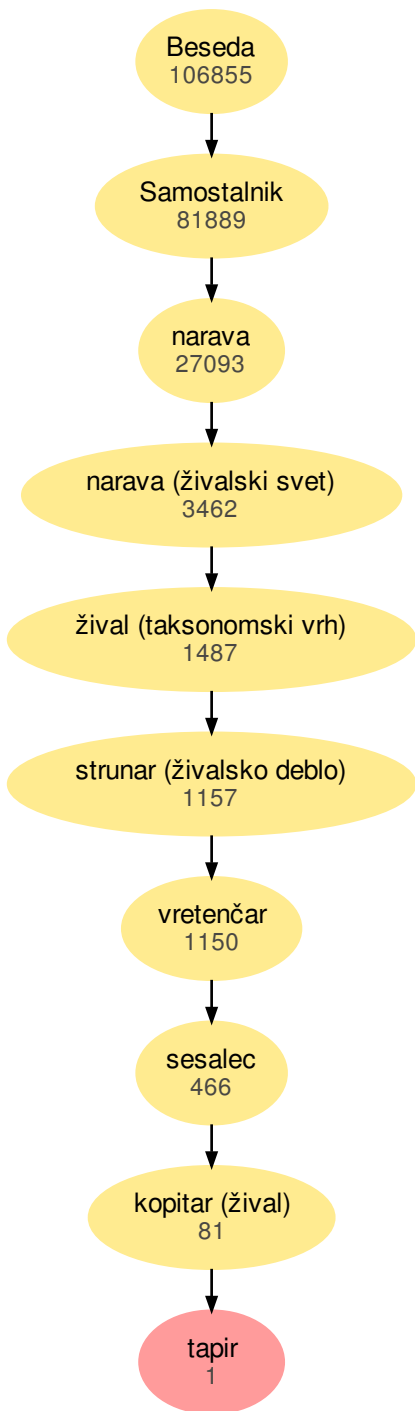 Beseda
106855
Samostalnik
81889
narava
27093
narava (živalski svet)
3462
žival (taksonomski vrh)
1487
strunar (živalsko deblo)
1157
vretenčar
1150
sesalec
466
kopitar (žival)
81
tapir
1